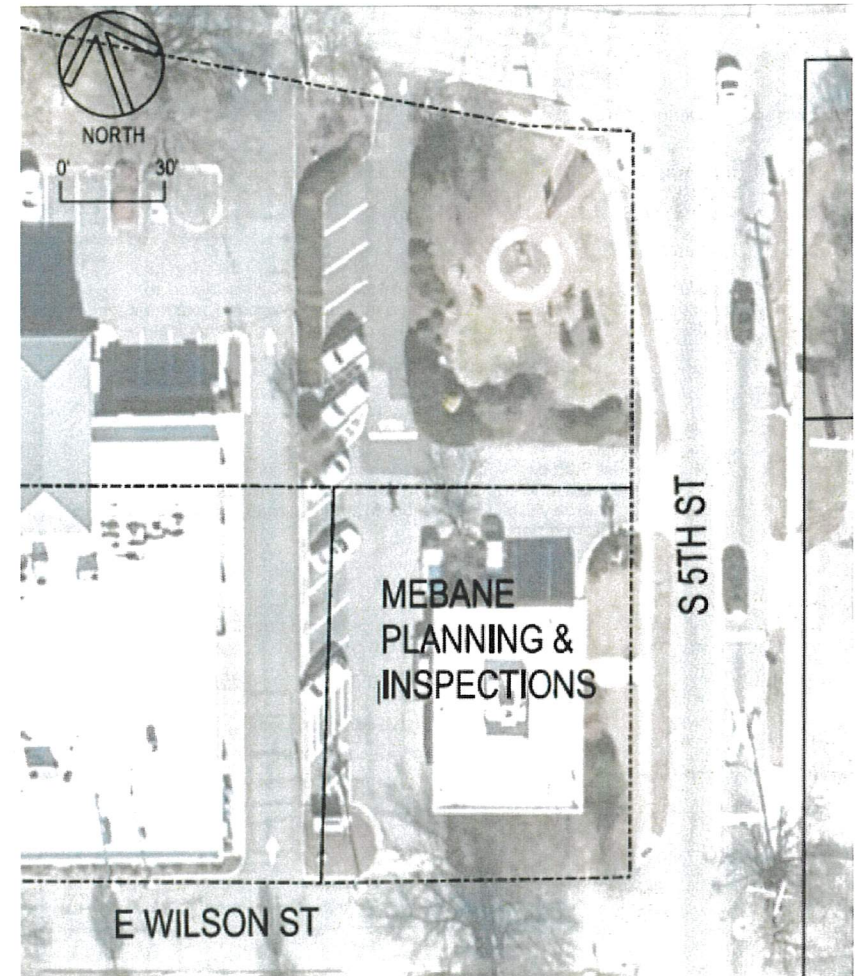 NORTH
0' 30'
MEBANE
PLANNING &
INSPECTIONS
S 5TH ST
E WILSON ST